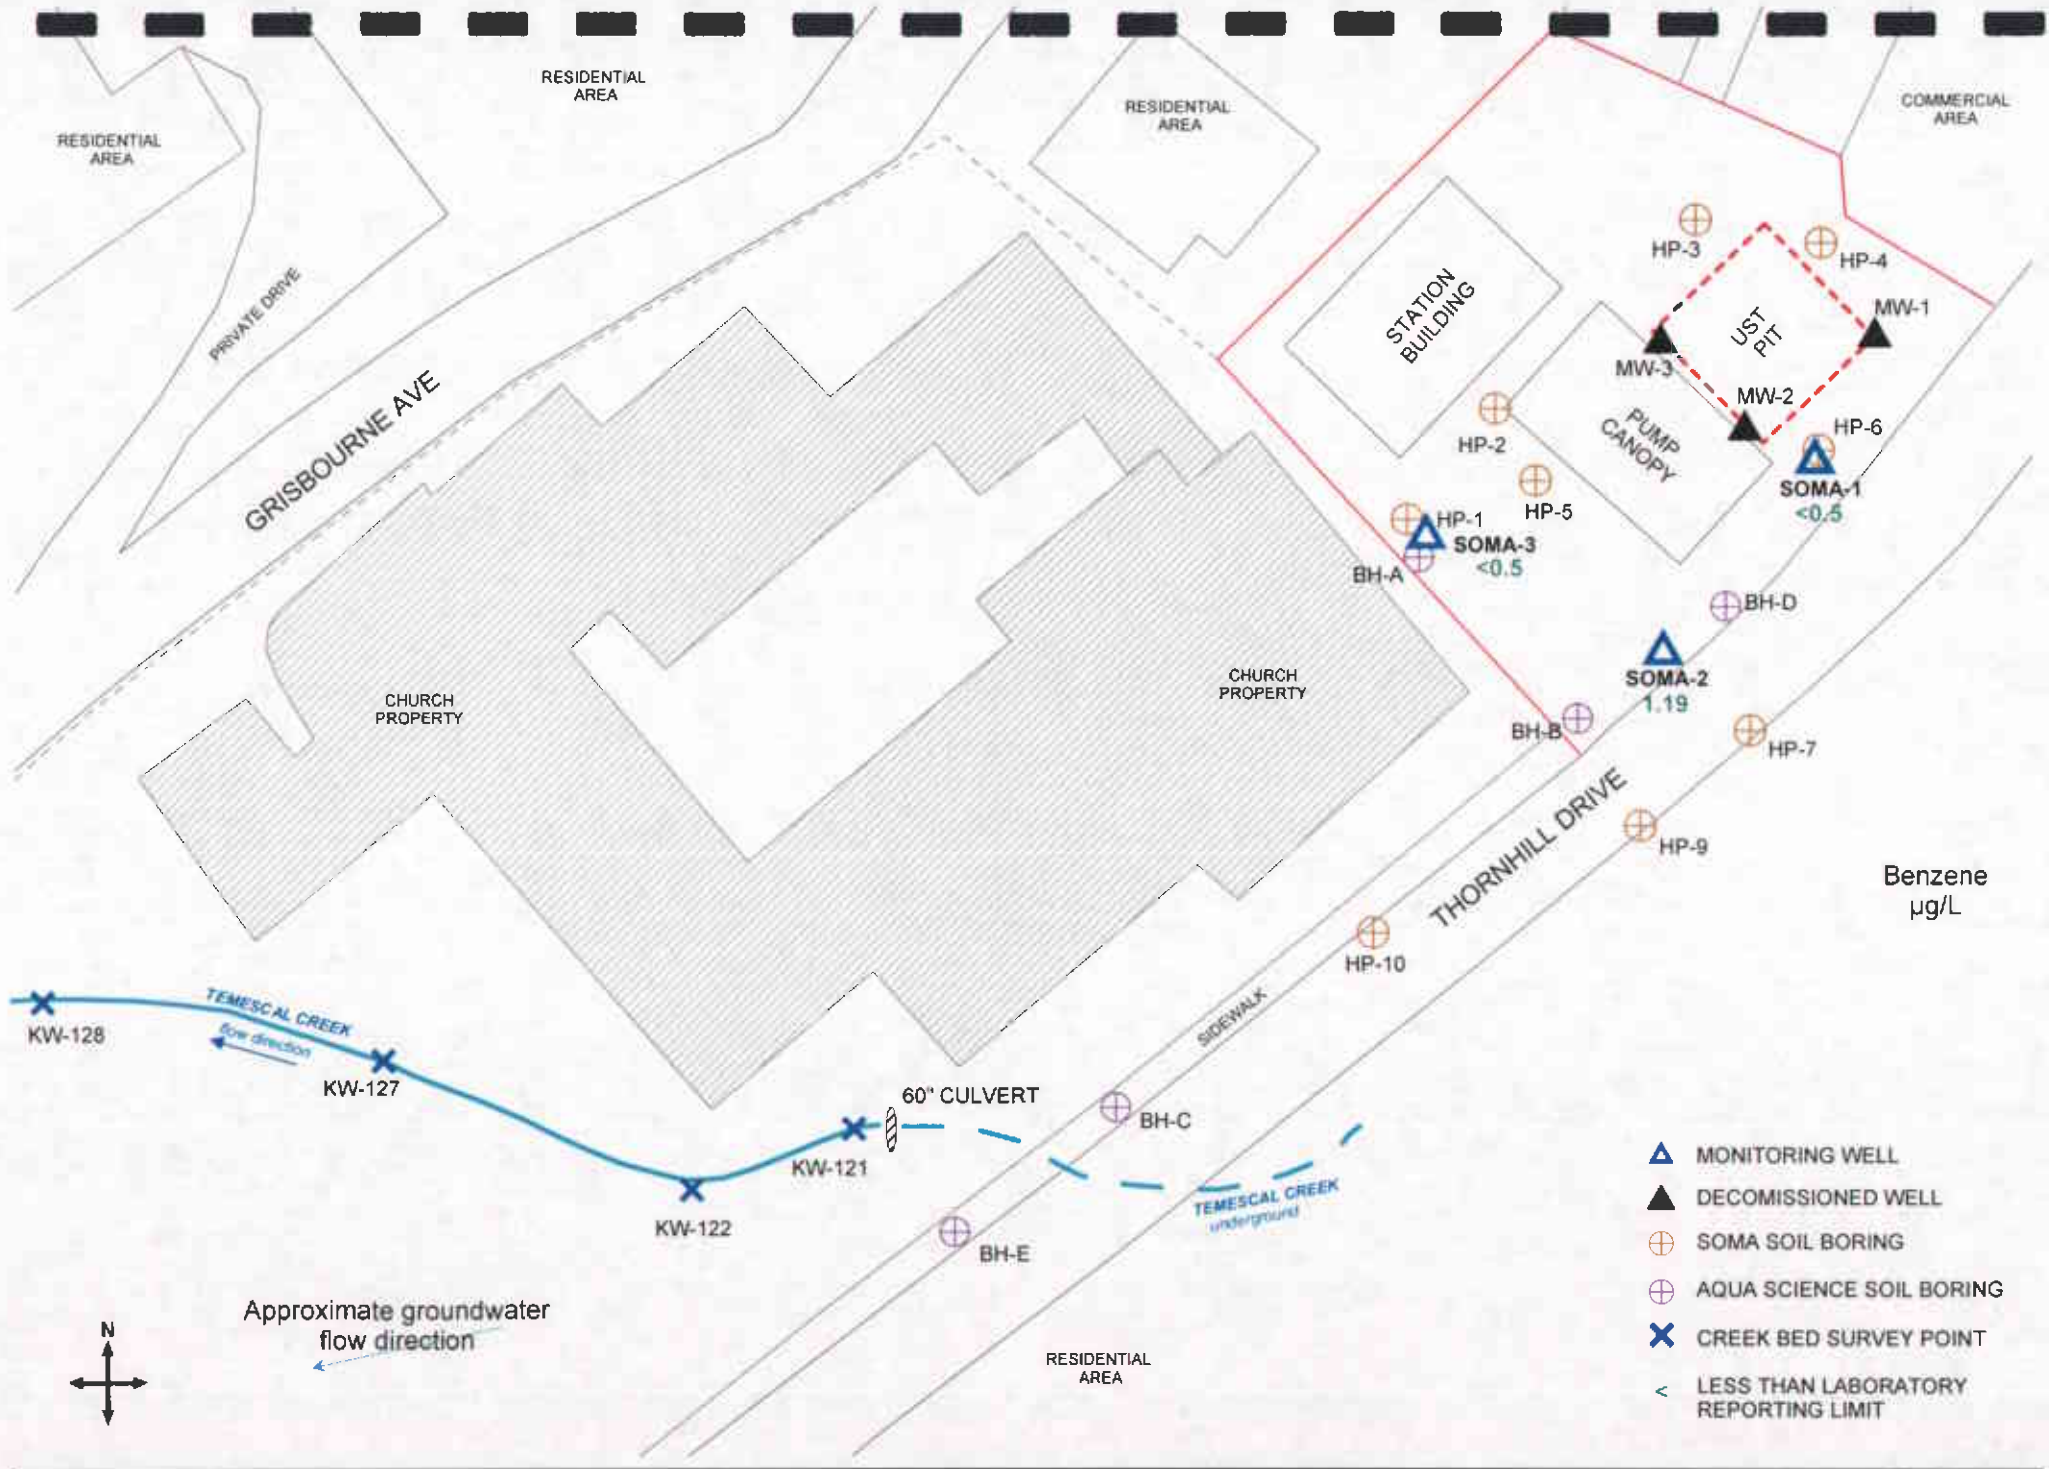 RESIDENTIAL
AREA
RESIDENTIAL
AREA
RESIDENTIAL
AREA
COMMERCIAL
AREA
PRIVATE DRIVE
GRISBOURNE AVE
STATION
BUILDING
HP-3
HP-4
UST
PIT
MW-1
MW-3
MW-2
HP-2
PUMP
CANOPY
HP-6
SOMA-1
<0.5
HP-5
HP-1
SOMA-3
<0.5
BH-A
BH-D
SOMA-2
1.19
BH-B
HP-7
CHURCH
PROPERTY
CHURCH
PROPERTY
THORNHILL DRIVE
HP-9
Benzene
µg/L
HP-10
SIDEWALK
TEMESCAL CREEK
flow direction
KW-128
KW-127
60" CULVERT
KW-121
KW-122
BH-C
TEMESCAL CREEK
underground
BH-E
MONITORING WELL
DECOMISSIONED WELL
SOMA SOIL BORING
AQUA SCIENCE SOIL BORING
CREEK BED SURVEY POINT
< LESS THAN LABORATORY
REPORTING LIMIT
Approximate groundwater
flow direction
N
RESIDENTIAL
AREA